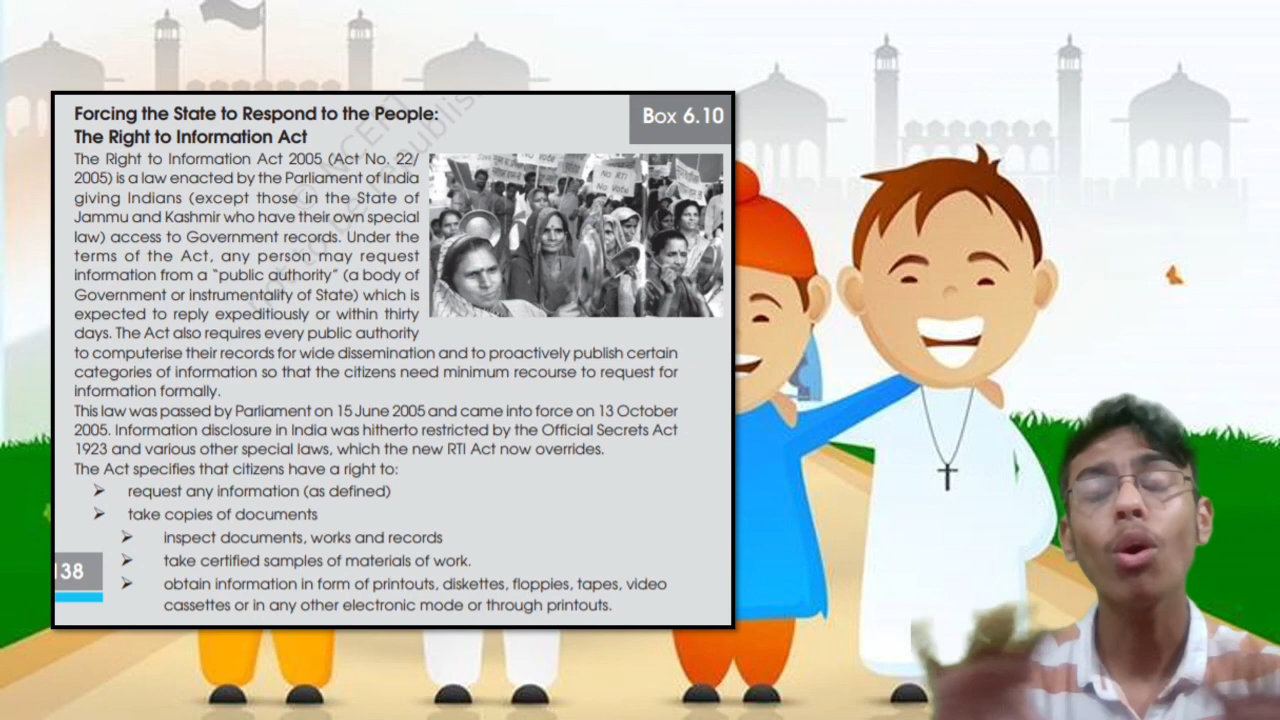 Forcing the State to Respond to the People:
The Right to Information Act
Box 6.10
The Right to Information Act 2005 (Act No. 22/
2005) is a law enacted by the Parliament of India
giving Indians (except those in the State of
Jammu and Kashmir who have their own special
law) access to Government records. Under the
terms of the Act, any person may request
information from a "public authority" (a body of
Government or instrumentality of State) which is
expected to reply expeditiously or within thirty
days. The Act also requires every public authority
to computerise their records for wide dissemination and to proactively publish certain
categories of information so that the citizens need minimum recourse to request for
information formally.
This law was passed by Parliament on 15 June 2005 and came into force on 13 October
2005. Information disclosure in India was hitherto restricted by the Official Secrets Act
1923 and various other special laws, which the new RTI Act now overrides.
The Act specifies that citizens have a right to:
➢ request any information (as defined)
➢ take copies of documents
➢ inspect documents, works and records
➢ take certified samples of materials of work.
➢ obtain information in form of printouts, diskettes, floppies, tapes, video
cassettes or in any other electronic mode or through printouts.
138
No RTI
No Vote